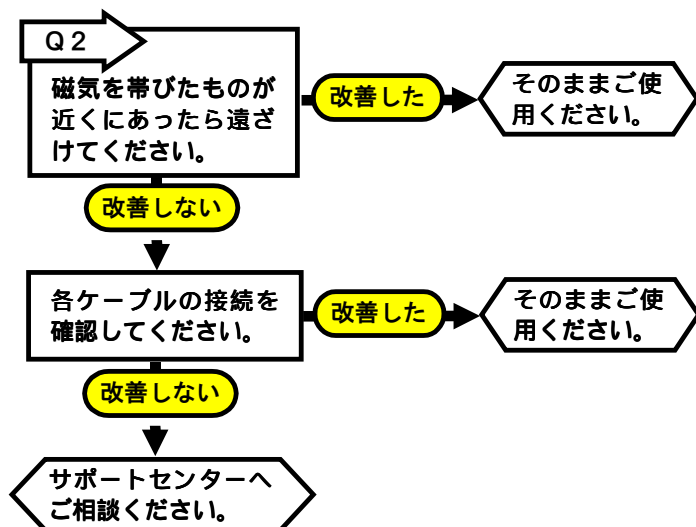 Q2
磁気を帯びたものが
近くにあったら遠ざ
けてください。
改善した
そのままご使
用ください。
改善しない
各ケーブルの接続を
確認してください。
改善した
そのままご使
用ください。
改善しない
サポートセンターへ
ご相談ください。